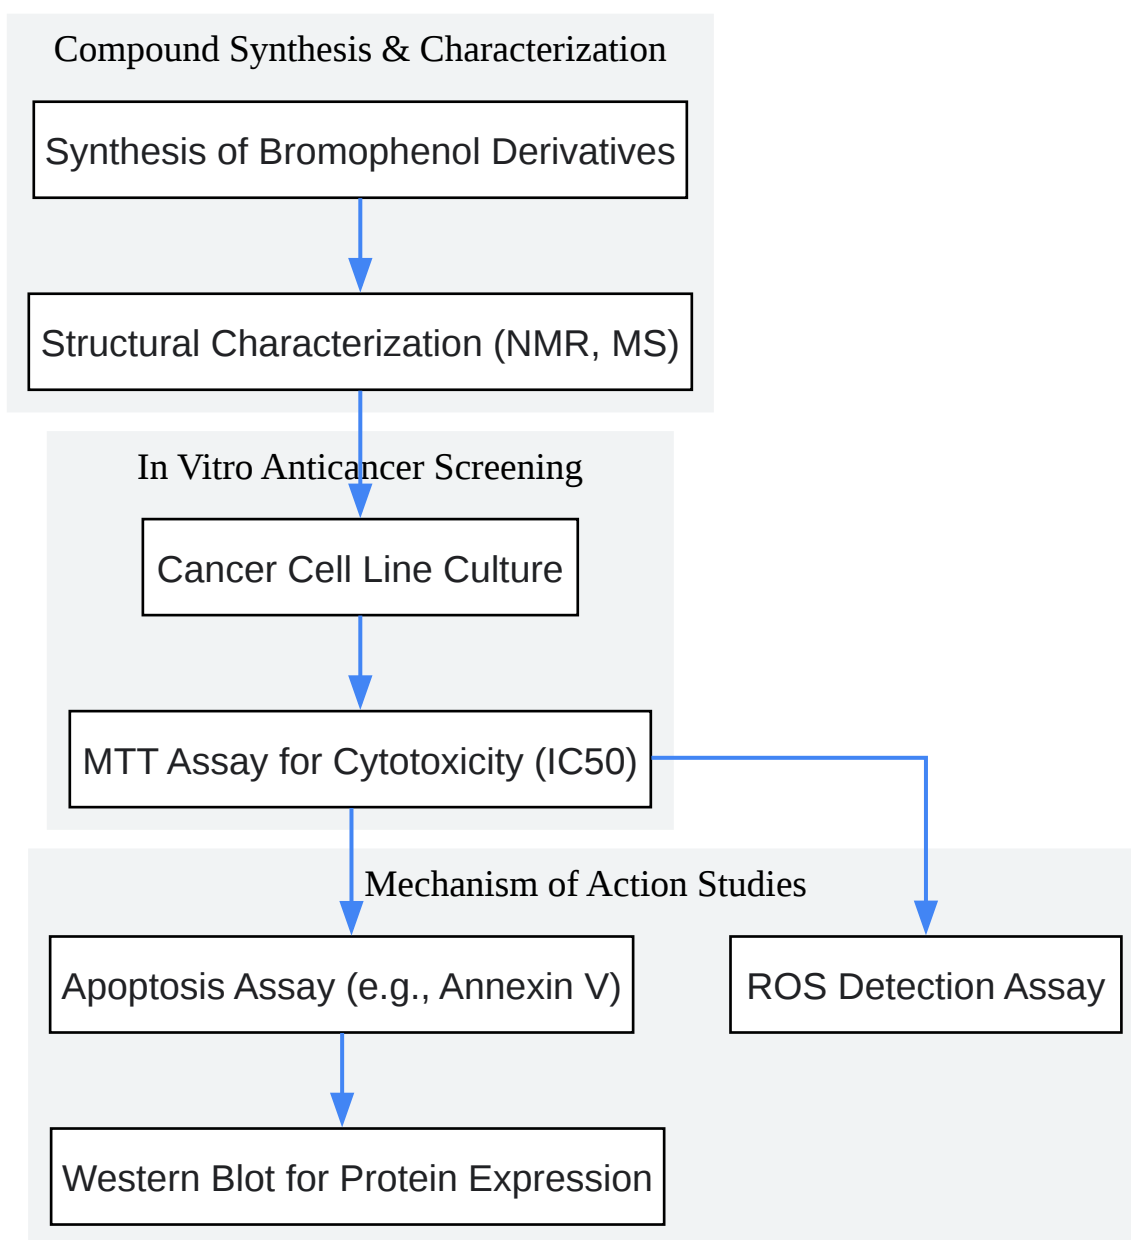 Compound Synthesis & Characterization
Synthesis of Bromophenol Derivatives
Structural Characterization (NMR, MS)
In Vitro Anticancer Screening
Cancer Cell Line Culture
MTT Assay for Cytotoxicity (IC50)
Mechanism of Action Studies
Apoptosis Assay (e.g., Annexin V)
ROS Detection Assay
Western Blot for Protein Expression